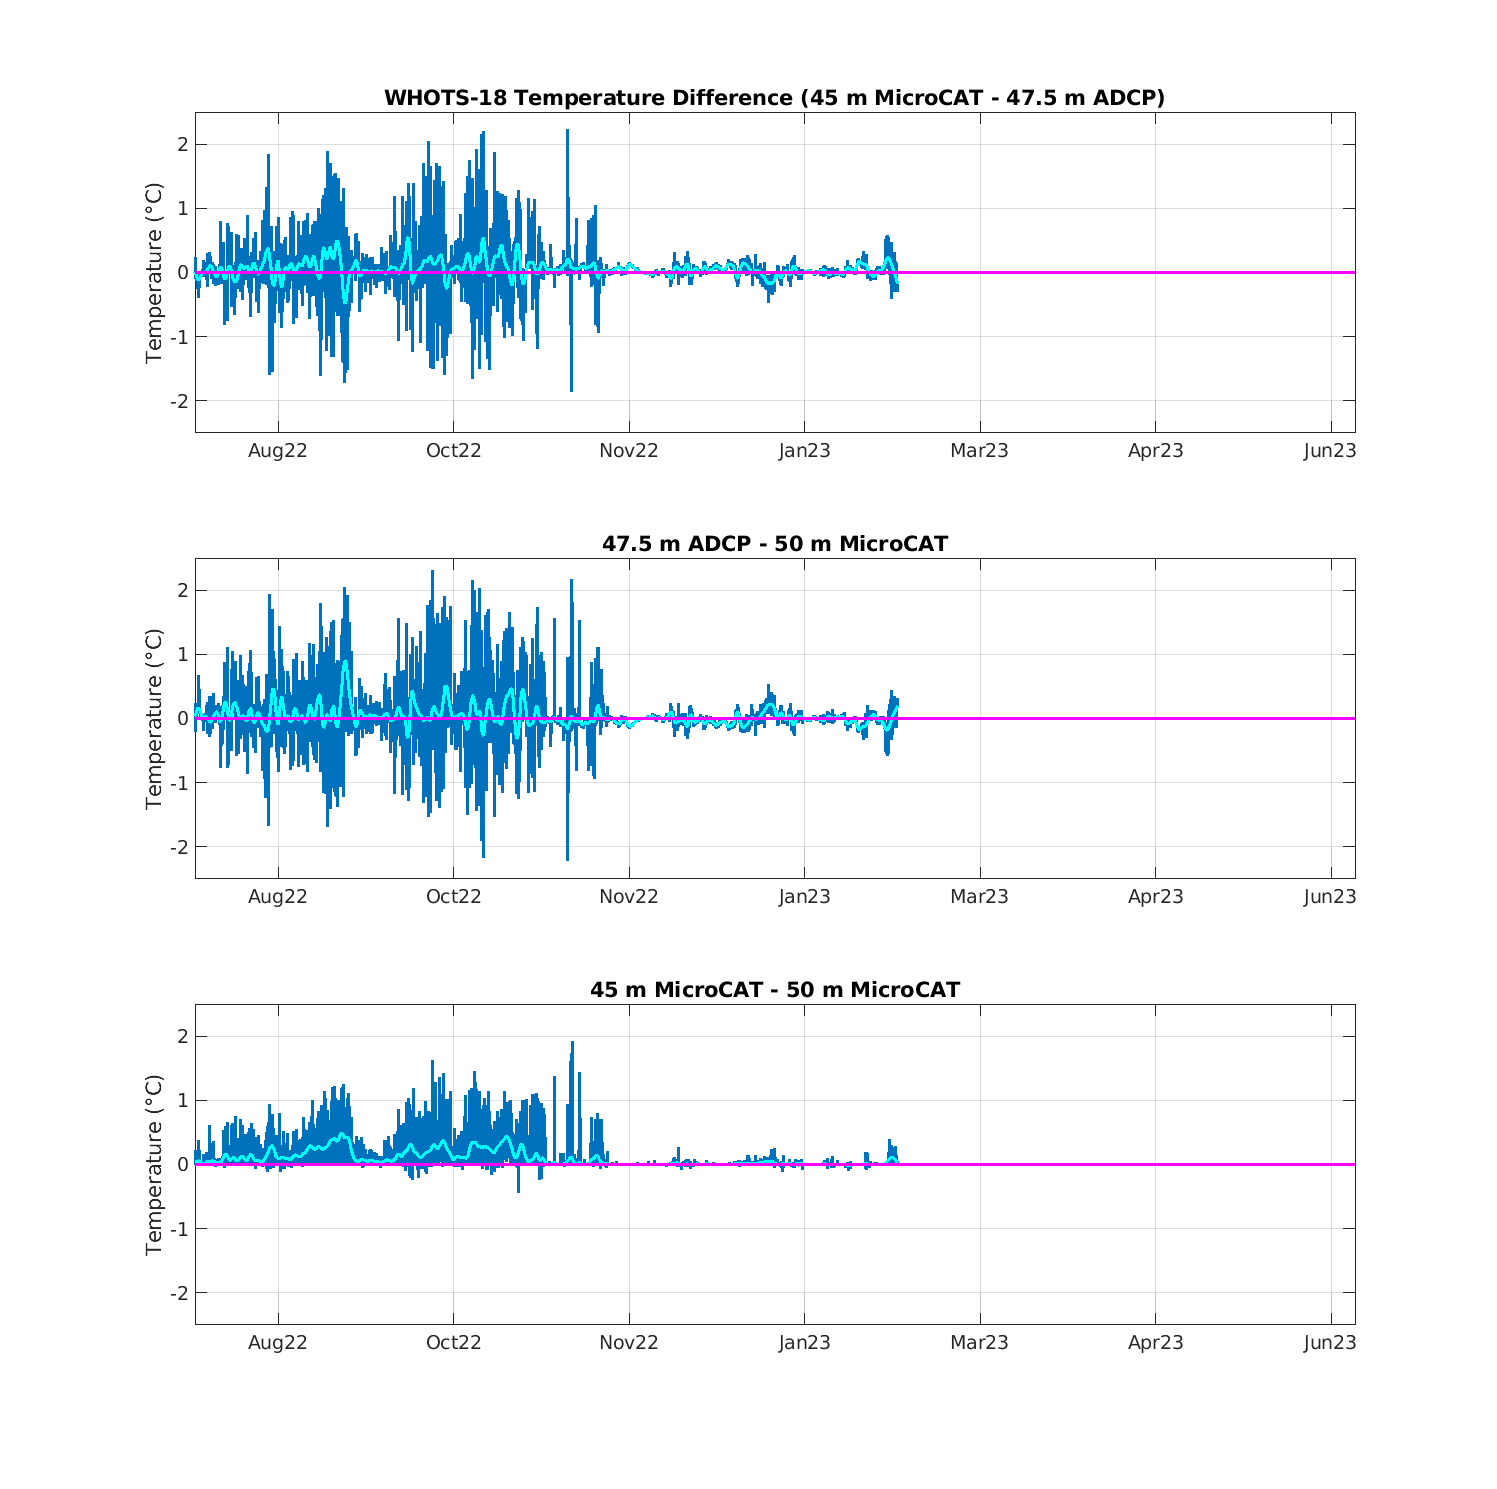 WHOTS-18 Temperature Difference (45 m MicroCAT - 47.5 m ADCP)
Temperature (°C)
2
1
0
-1
-2
Aug22 Oct22 Nov22 Jan23 Mar23 Apr23 Jun23
47.5 m ADCP - 50 m MicroCAT
Temperature (°C)
2
1
0
-1
-2
Aug22 Oct22 Nov22 Jan23 Mar23 Apr23 Jun23
45 m MicroCAT - 50 m MicroCAT
Temperature (°C)
2
1
0
-1
-2
Aug22 Oct22 Nov22 Jan23 Mar23 Apr23 Jun23